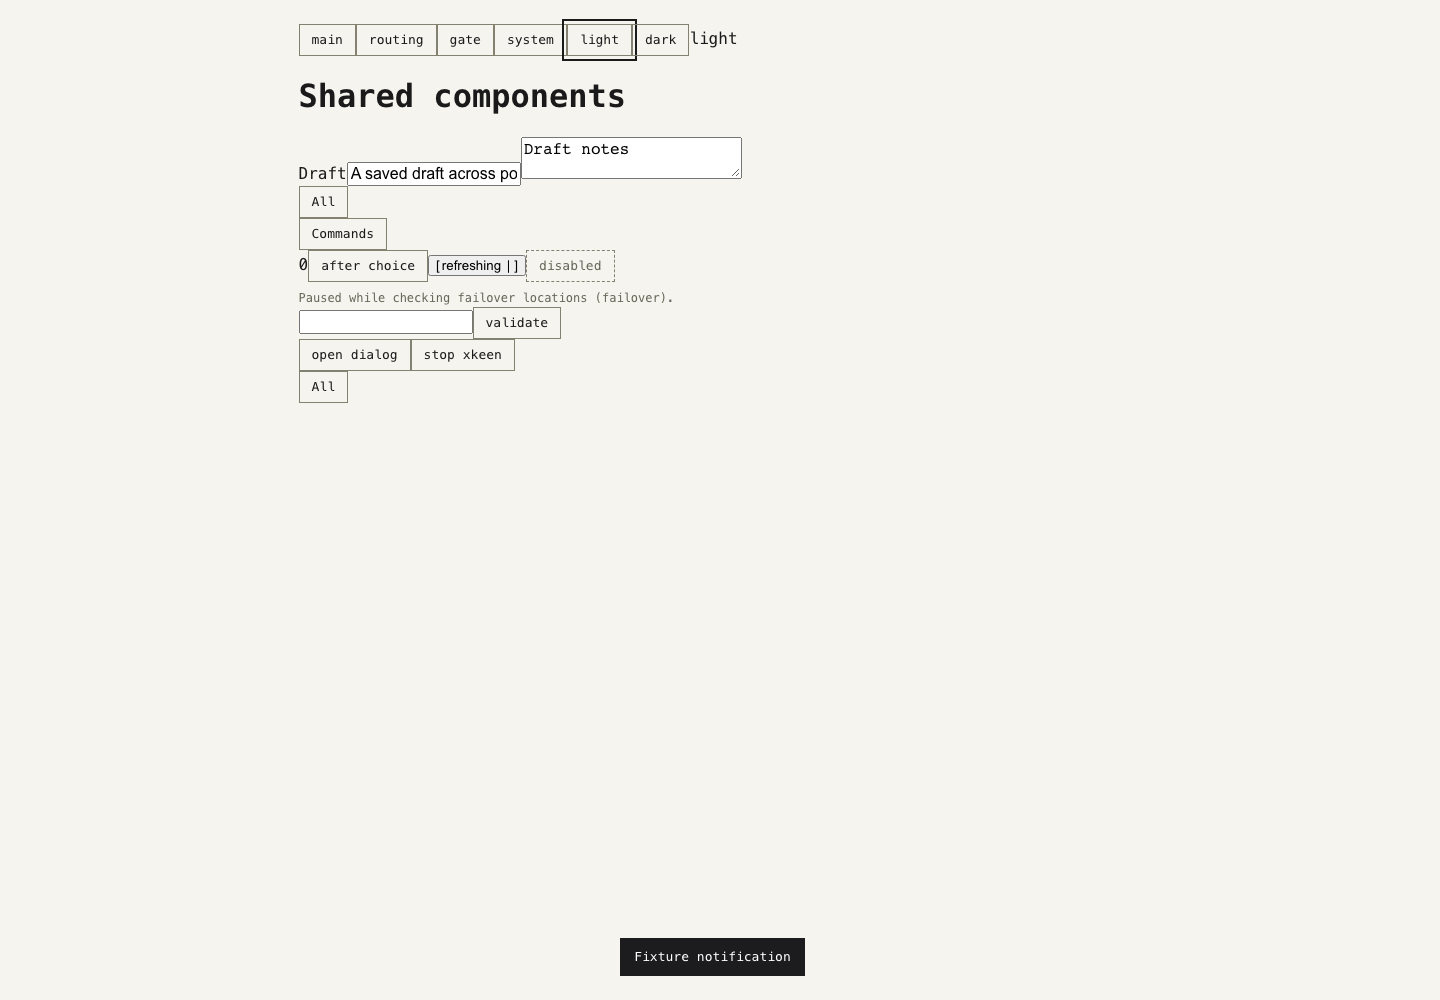 main routing gate system light dark light
Shared components
Draft notes
Draft A saved draft across po
All
Commands
0 after choice [refreshing |] disabled
Paused while checking failover locations (failover).
validate
open dialog stop xkeen
All
Fixture notification